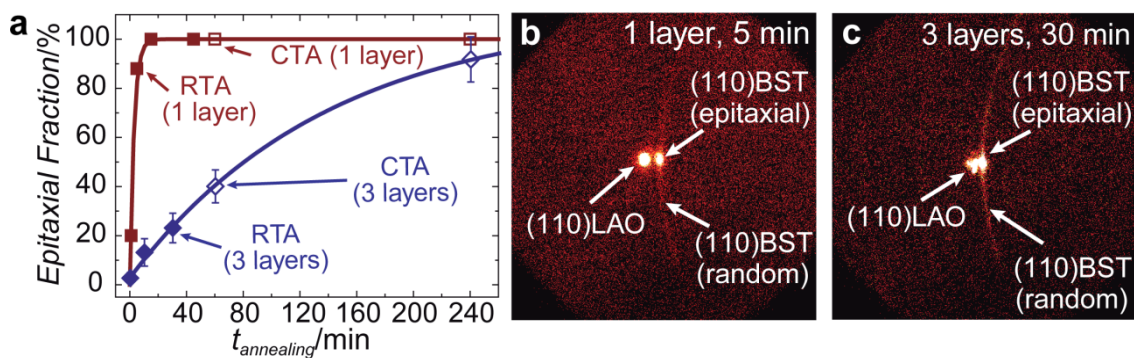 a
Epitaxial Fraction/%
100
80
60
40
20
0
CTA (1 layer)
RTA
(1 layer)
CTA
(3 layers)
RTA
(3 layers)
0 40 80 120 160 200 240
t_annealing/min
b
1 layer, 5 min
(110)BST
(epitaxial)
(110)LAO
(110)BST
(random)
c
3 layers, 30 min
(110)BST
(epitaxial)
(110)LAO
(110)BST
(random)